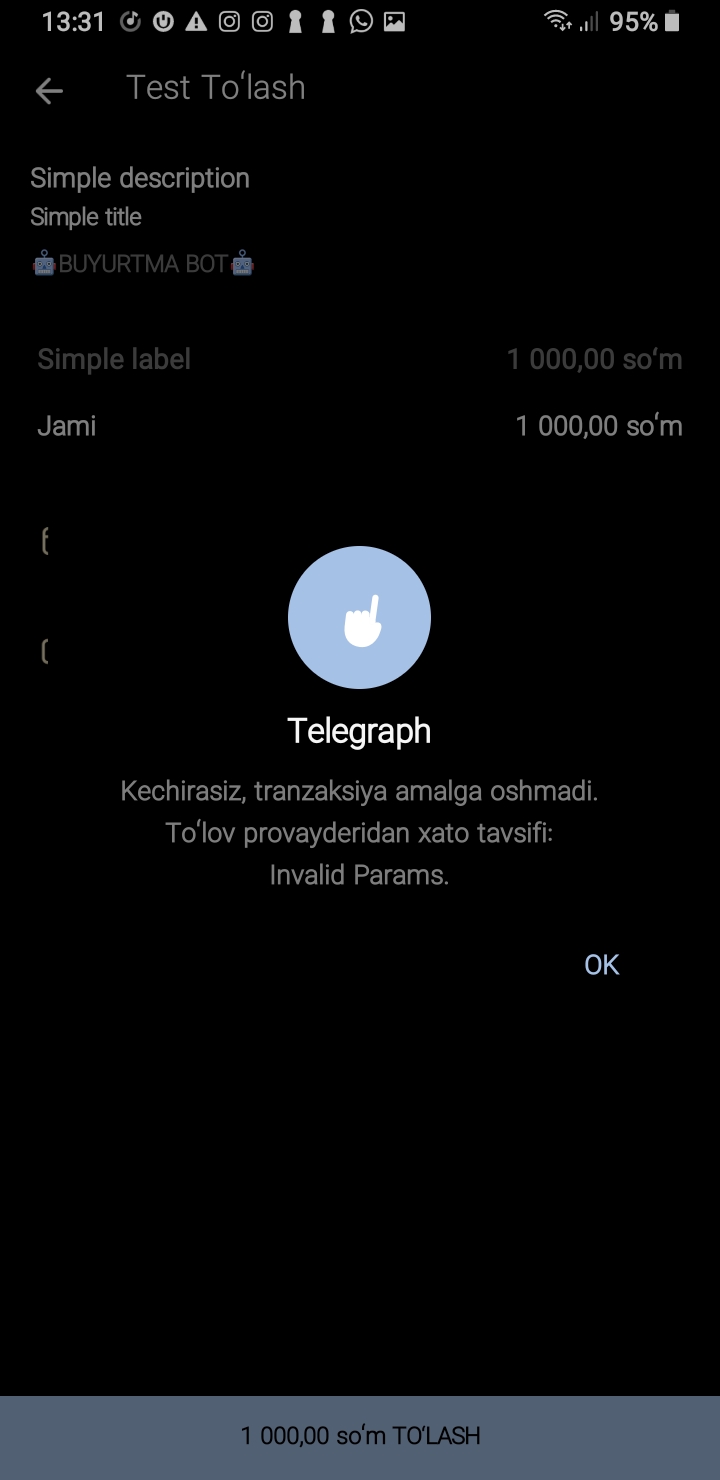 13:31
95%
Test Toʻlash
Simple description
Simple title
🤖BUYURTMA BOT🤖
Simple label 1 000,00 soʻm
Jami 1 000,00 soʻm
Telegraph
Kechirasiz, tranzaksiya amalga oshmadi.
Toʻlov provayderidan xato tavsifi:
Invalid Params.
OK
1 000,00 soʻm TOʻLASH